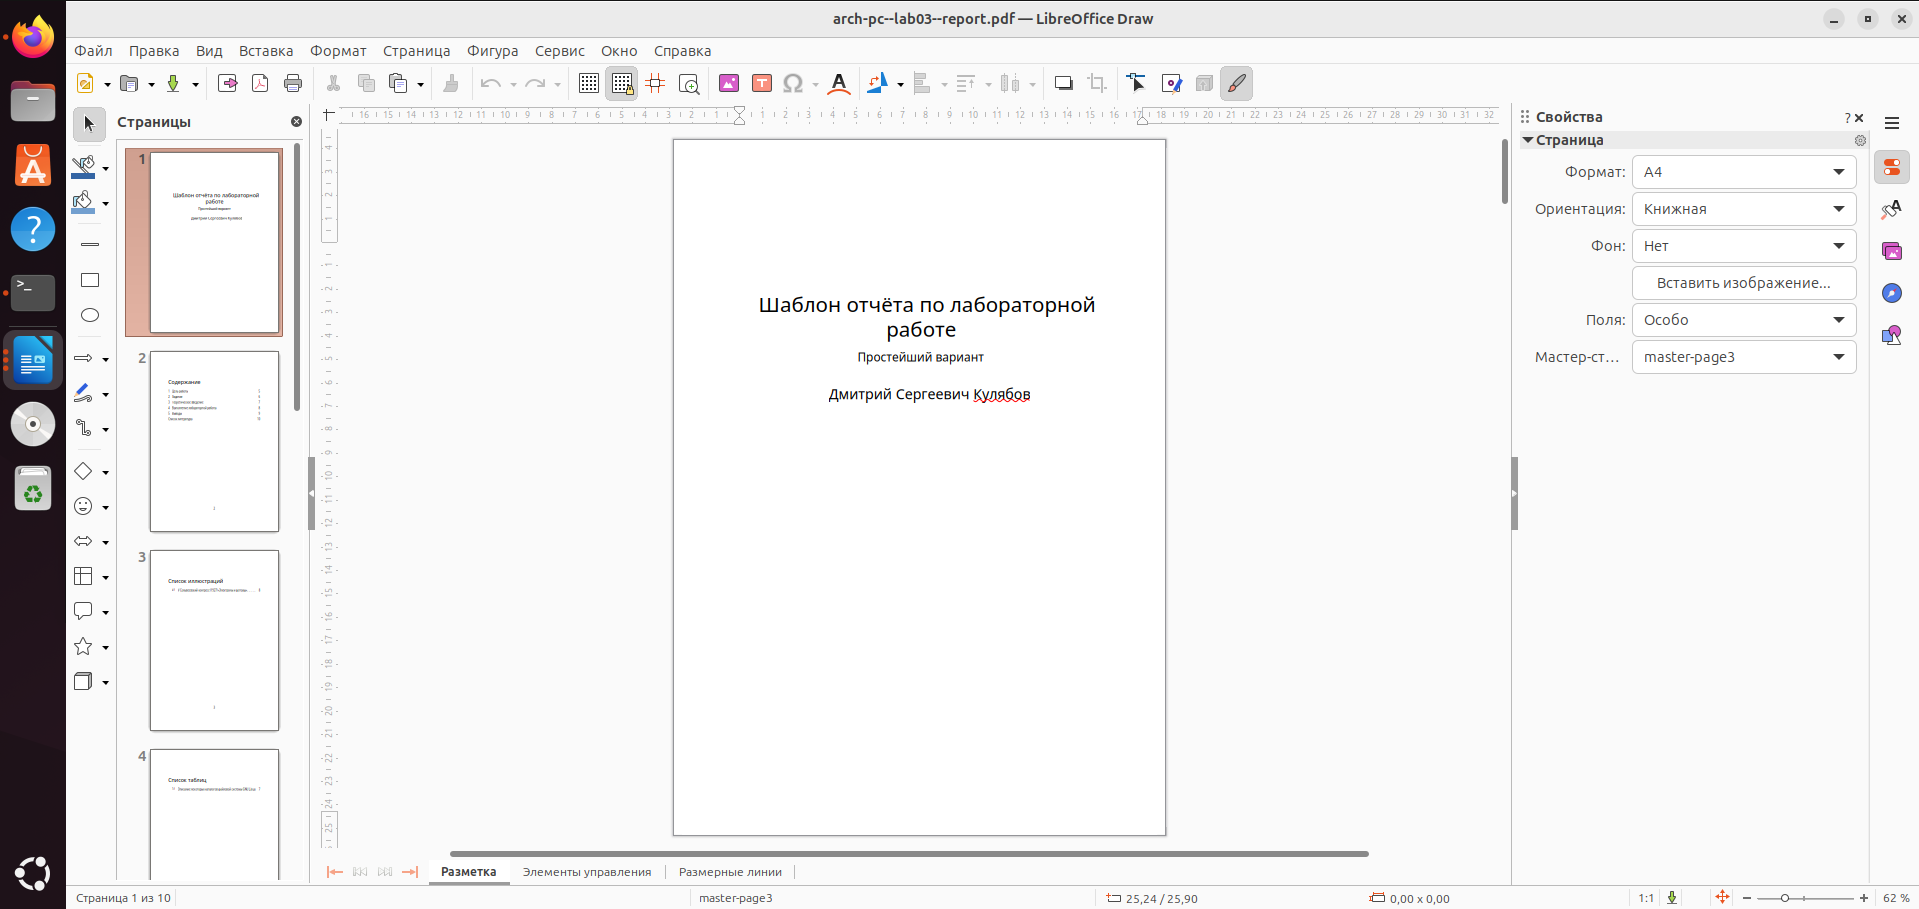 arch-pc--lab03--report.pdf — LibreOffice Draw
Файл Правка Вид Вставка Формат Страница Фигура Сервис Окно Справка
Страницы
1
Шаблон отчёта по лабораторной
работе
Простейший вариант
Дмитрий Сергеевич Кулябов
2
Содержание
3
Список иллюстраций
4
Список таблиц
Шаблон отчёта по лабораторной
работе
Простейший вариант
Дмитрий Сергеевич Кулябов
Свойства
Страница
Формат: A4
Ориентация: Книжная
Фон: Нет
Вставить изображение...
Поля: Особо
Мастер-ст... master-page3
Разметка Элементы управления Размерные линии
Страница 1 из 10 master-page3 25,24 / 25,90 0,00 x 0,00 1:1 62 %